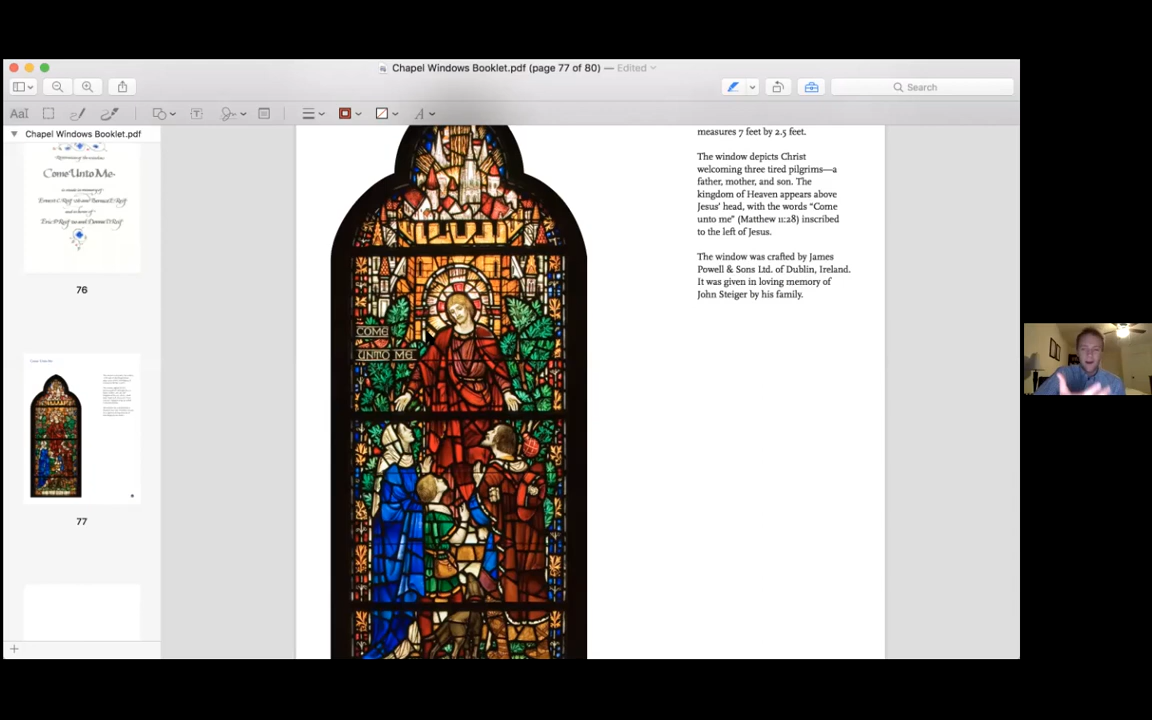 Chapel Windows Booklet.pdf (page 77 of 80) — Edited
Search
Chapel Windows Booklet.pdf
Come Unto Me
76
77
measures 7 feet by 2.5 feet.
The window depicts Christ
welcoming three tired pilgrims—a
father, mother, and son. The
kingdom of Heaven appears above
Jesus' head, with the words “Come
unto me” (Matthew 11:28) inscribed
to the left of Jesus.
The window was crafted by James
Powell & Sons Ltd. of Dublin, Ireland.
It was given in loving memory of
John Steiger by his family.
COME
UNTO ME